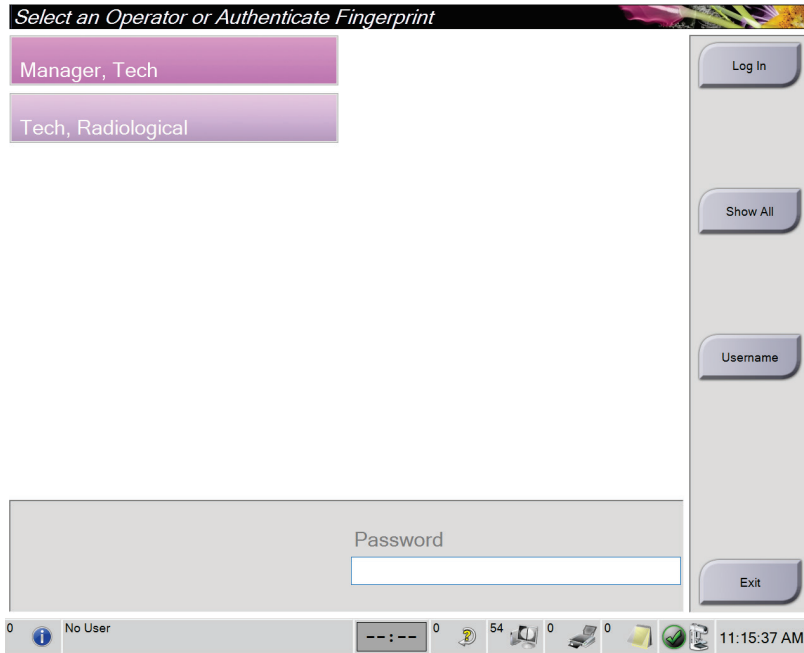 Select an Operator or Authenticate Fingerprint
Manager, Tech
Tech, Radiological
Log In
Show All
Username
Exit
Password
0 No User --:-- 0 54 0 0 11:15:37 AM